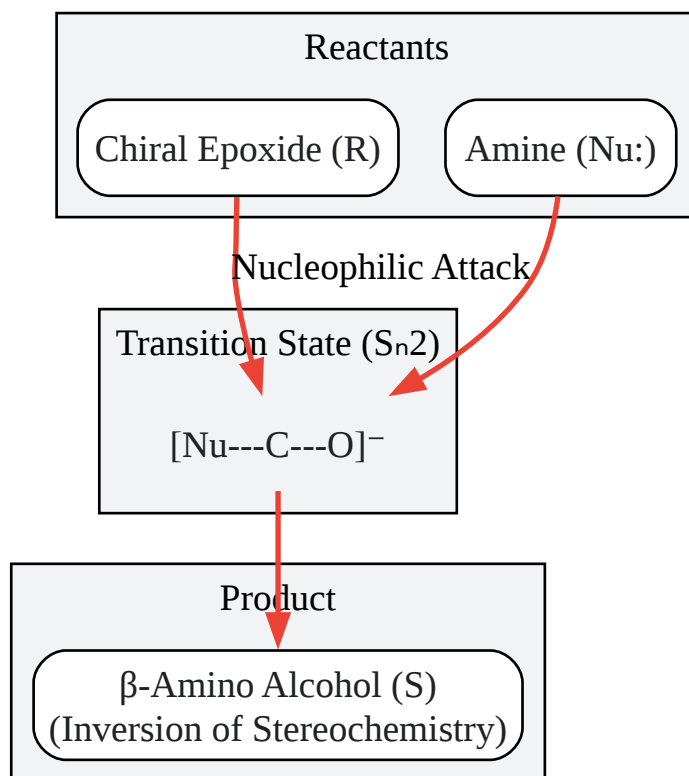 Reactants
Chiral Epoxide (R)
Amine (Nu:)
Nucleophilic Attack
Transition State (Sₙ2)
[Nu---C---O]⁻
Product
β-Amino Alcohol (S)
(Inversion of Stereochemistry)